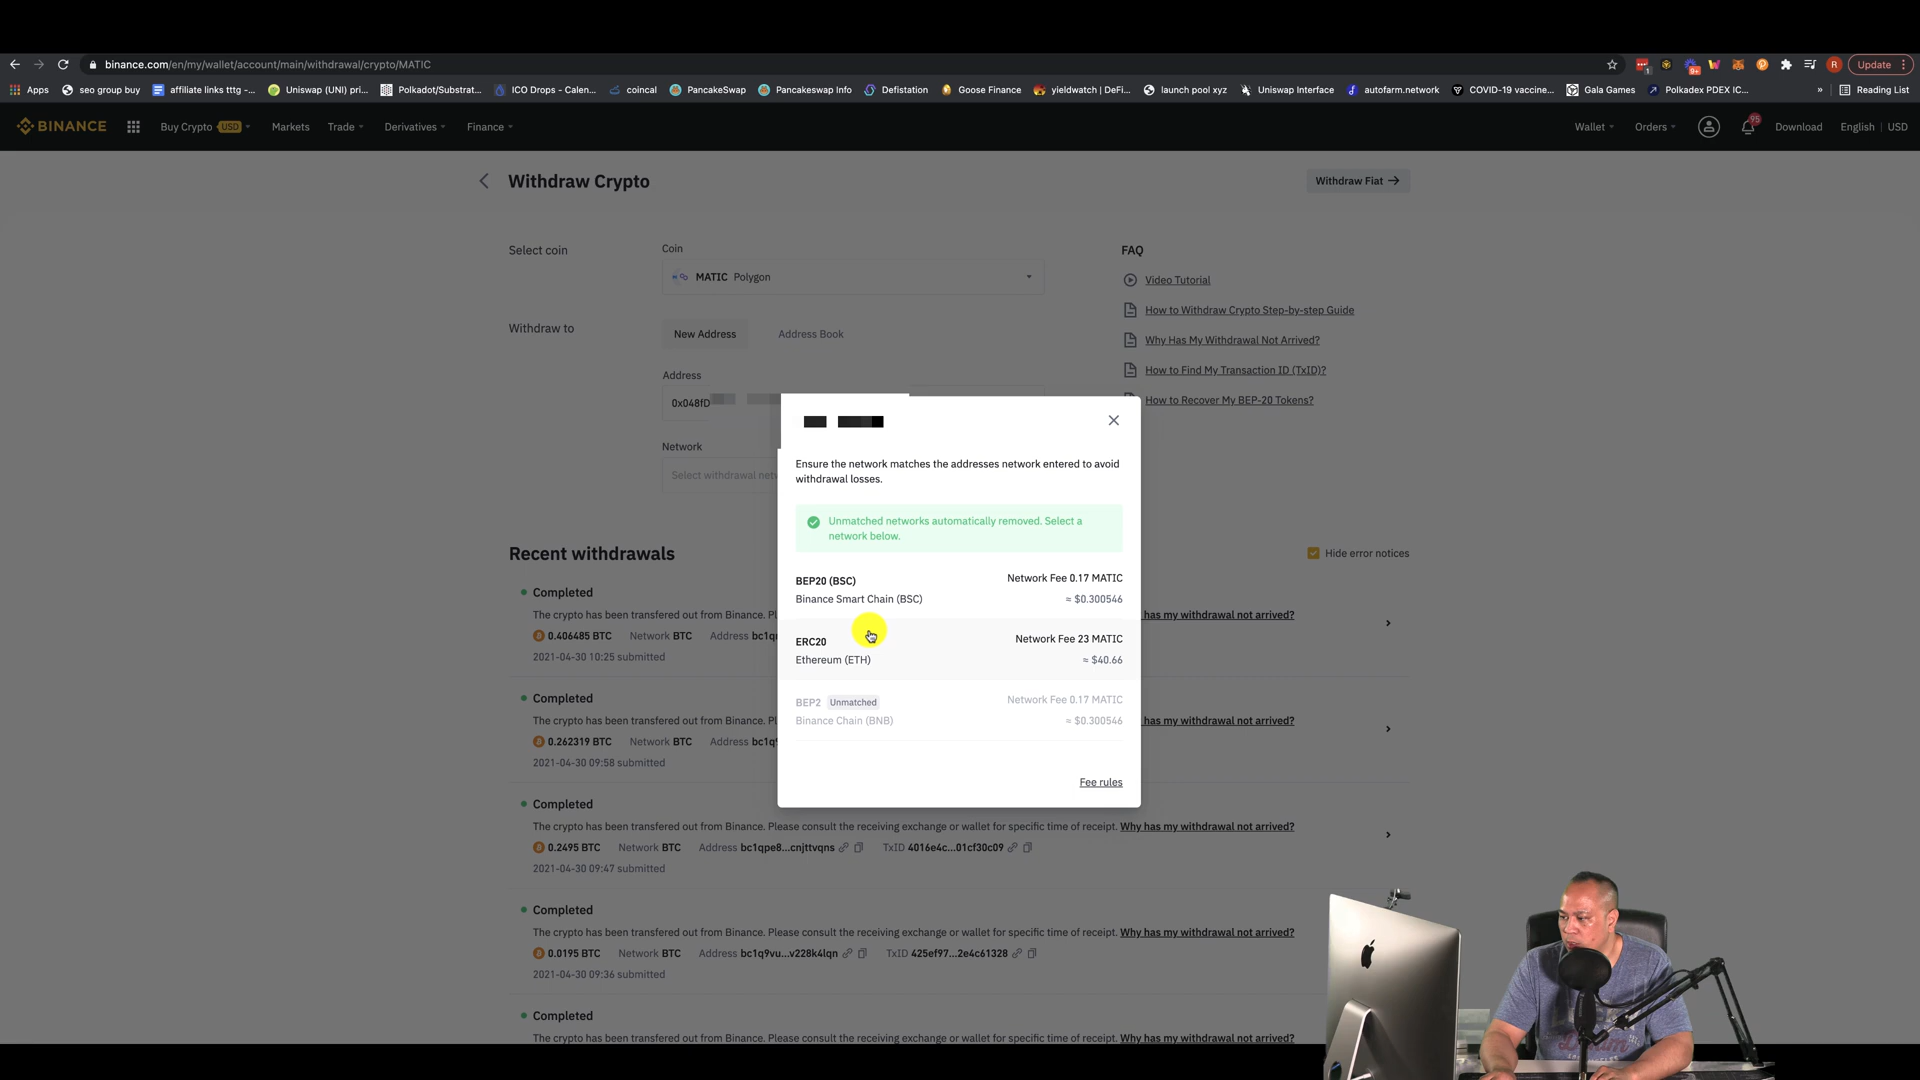 binance.com/en/my/wallet/account/main/withdrawal/crypto/MATIC
1
9+
R
Update
Apps
seo group buy
affiliate links tttg -...
Uniswap (UNI) pri...
Polkadot/Substrat...
ICO Drops - Calen...
coincal
PancakeSwap
Pancakeswap Info
Defistation
Goose Finance
yieldwatch | DeFi...
launch pool xyz
Uniswap Interface
autofarm.network
COVID-19 vaccine...
Gala Games
Polkadex PDEX IC...
»
Reading List
BINANCE
Buy Crypto USD
Markets
Trade
Derivatives
Finance
Wallet
Orders
95
Download
English | USD
Withdraw Crypto
Withdraw Fiat
Select coin
Coin
MATIC Polygon
FAQ
Video Tutorial
How to Withdraw Crypto Step-by-step Guide
Why Has My Withdrawal Not Arrived?
How to Find My Transaction ID (TxID)?
How to Recover My BEP-20 Tokens?
Withdraw to
New Address
Address Book
Address
0x048fD
Network
Select withdrawal
Ensure the network matches the addresses network entered to avoid
withdrawal losses.
Unmatched networks automatically removed. Select a
network below.
BEP20 (BSC)
Network Fee 0.17 MATIC
Binance Smart Chain (BSC)
≈ $0.300546
ERC20
Network Fee 23 MATIC
Ethereum (ETH)
≈ $40.66
BEP2 Unmatched
Network Fee 0.17 MATIC
Binance Chain (BNB)
≈ $0.300546
Fee rules
Recent withdrawals
Hide error notices
Completed
The crypto has been transfered out from Binance.
has my withdrawal not arrived?
0.406485 BTC Network BTC Address
2021-04-30 10:25 submitted
Completed
The crypto has been transfered out from Binance.
has my withdrawal not arrived?
0.262319 BTC Network BTC Address
2021-04-30 09:58 submitted
Completed
The crypto has been transfered out from Binance. Please consult the receiving exchange or wallet for specific time of receipt. Why has my withdrawal not arrived?
0.2495 BTC Network BTC Address bc1qpe8...cnjttvqns TxID 4016e4c...01cf30c09
2021-04-30 09:47 submitted
Completed
The crypto has been transfered out from Binance. Please consult the receiving exchange or wallet for specific time of receipt. Why has my withdrawal not arrived?
0.0195 BTC Network BTC Address bc1q9vu...v228k4lqn TxID 425ef97...2e4c61328
2021-04-30 09:36 submitted
Completed
The crypto has been transfered out from Binance. Please consult the receiving exchange or wallet for specific time of receipt. Why has my withdrawal not arrived?